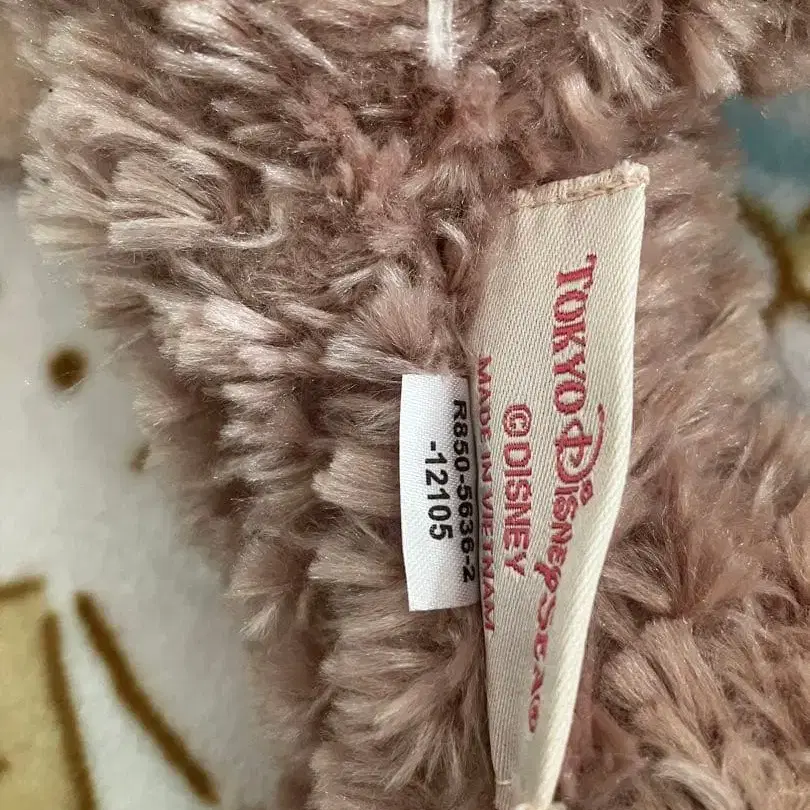 TOKYO DISNEYSEA®
©DISNEY
MADE IN VIETNAM
R850-5636-2
-12105